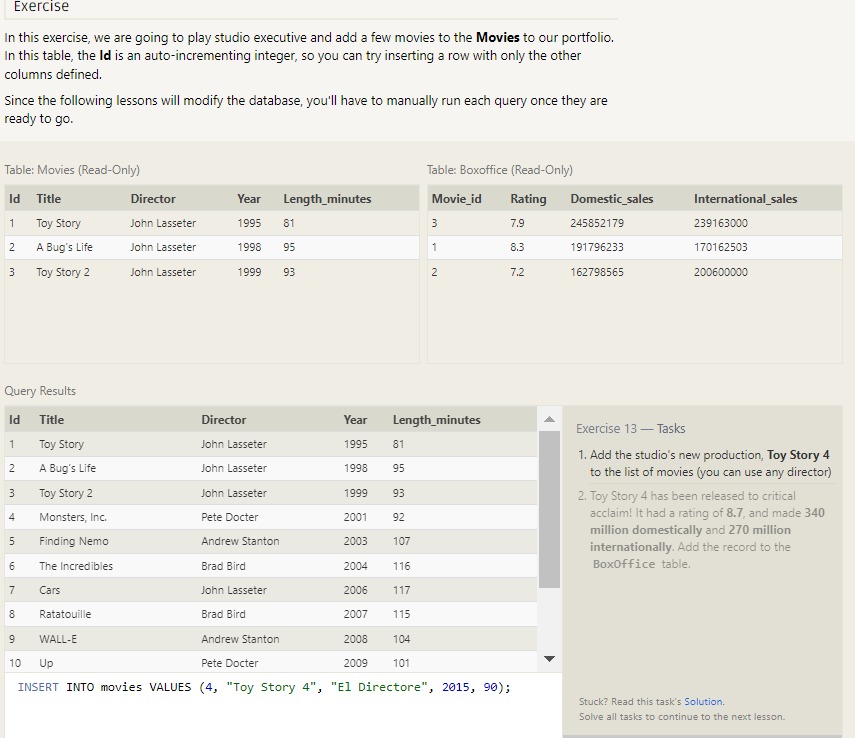 Exercise
In this exercise, we are going to play studio executive and add a few movies to the Movies to our portfolio.
In this table, the Id is an auto-incrementing integer, so you can try inserting a row with only the other
columns defined.
Since the following lessons will modify the database, you'll have to manually run each query once they are
ready to go.
Table: Movies (Read-Only)
Id Title Director Year Length_minutes
1 Toy Story John Lasseter 1995 81
2 A Bug's Life John Lasseter 1998 95
3 Toy Story 2 John Lasseter 1999 93
Table: Boxoffice (Read-Only)
Movie_id Rating Domestic_sales International_sales
3 7.9 245852179 239163000
1 8.3 191796233 170162503
2 7.2 162798565 200600000
Query Results
Id Title Director Year Length_minutes
1 Toy Story John Lasseter 1995 81
2 A Bug's Life John Lasseter 1998 95
3 Toy Story 2 John Lasseter 1999 93
4 Monsters, Inc. Pete Docter 2001 92
5 Finding Nemo Andrew Stanton 2003 107
6 The Incredibles Brad Bird 2004 116
7 Cars John Lasseter 2006 117
8 Ratatouille Brad Bird 2007 115
9 WALL-E Andrew Stanton 2008 104
10 Up Pete Docter 2009 101
INSERT INTO movies VALUES (4, "Toy Story 4", "El Directore", 2015, 90);
Exercise 13 — Tasks
1. Add the studio's new production, Toy Story 4
to the list of movies (you can use any director)
2. Toy Story 4 has been released to critical
acclaim! It had a rating of 8.7, and made 340
million domestically and 270 million
internationally. Add the record to the
BoxOffice table.
Stuck? Read this task's Solution.
Solve all tasks to continue to the next lesson.